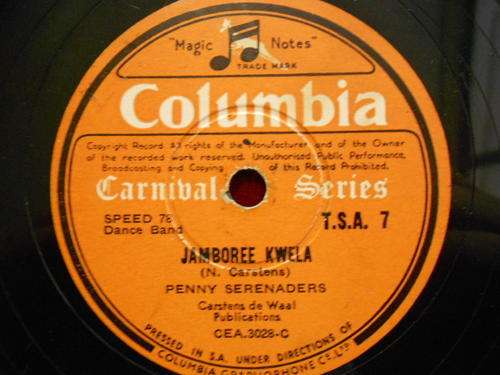 "Magic Notes"
TRADE MARK
Columbia
Copyright Record. All rights of the Manufacturer and of the Owner
of the recorded work reserved. Unauthorised Public Performance,
Broadcasting and Copying of this Record Prohibited.
Carnival Series
SPEED 78 T.S.A. 7
Dance Band
JAMBOREE KWELA
(N. Carstens)
PENNY SERENADERS
Carstens de Waal
Publications
CEA.3028-C
PRESSED IN S.A. UNDER DIRECTIONS OF
COLUMBIA GRAPHOPHONE Co. LTD